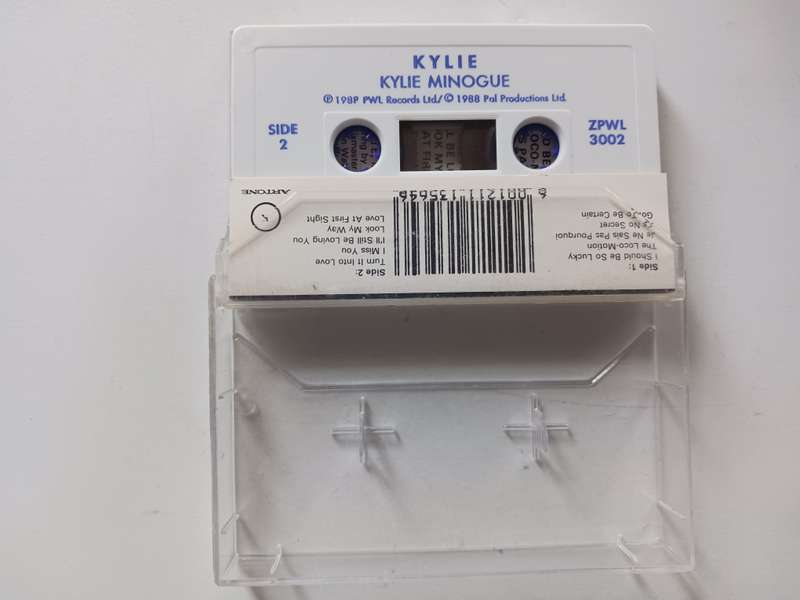 KYLIE
KYLIE MINOGUE
℗ 198P PWL Records Ltd/ © 1988 Pal Productions Ltd.
SIDE
2
ZPWL
3002
Side 1:
I Should Be So Lucky
The Loco-Motion
Je Ne Sais Pas Pourquoi
It's No Secret
Got To Be Certain
Side 2:
Turn It Into Love
I Miss You
I'll Still Be Loving You
Look My Way
Love At First Sight
6 001211 135646
ARTONE